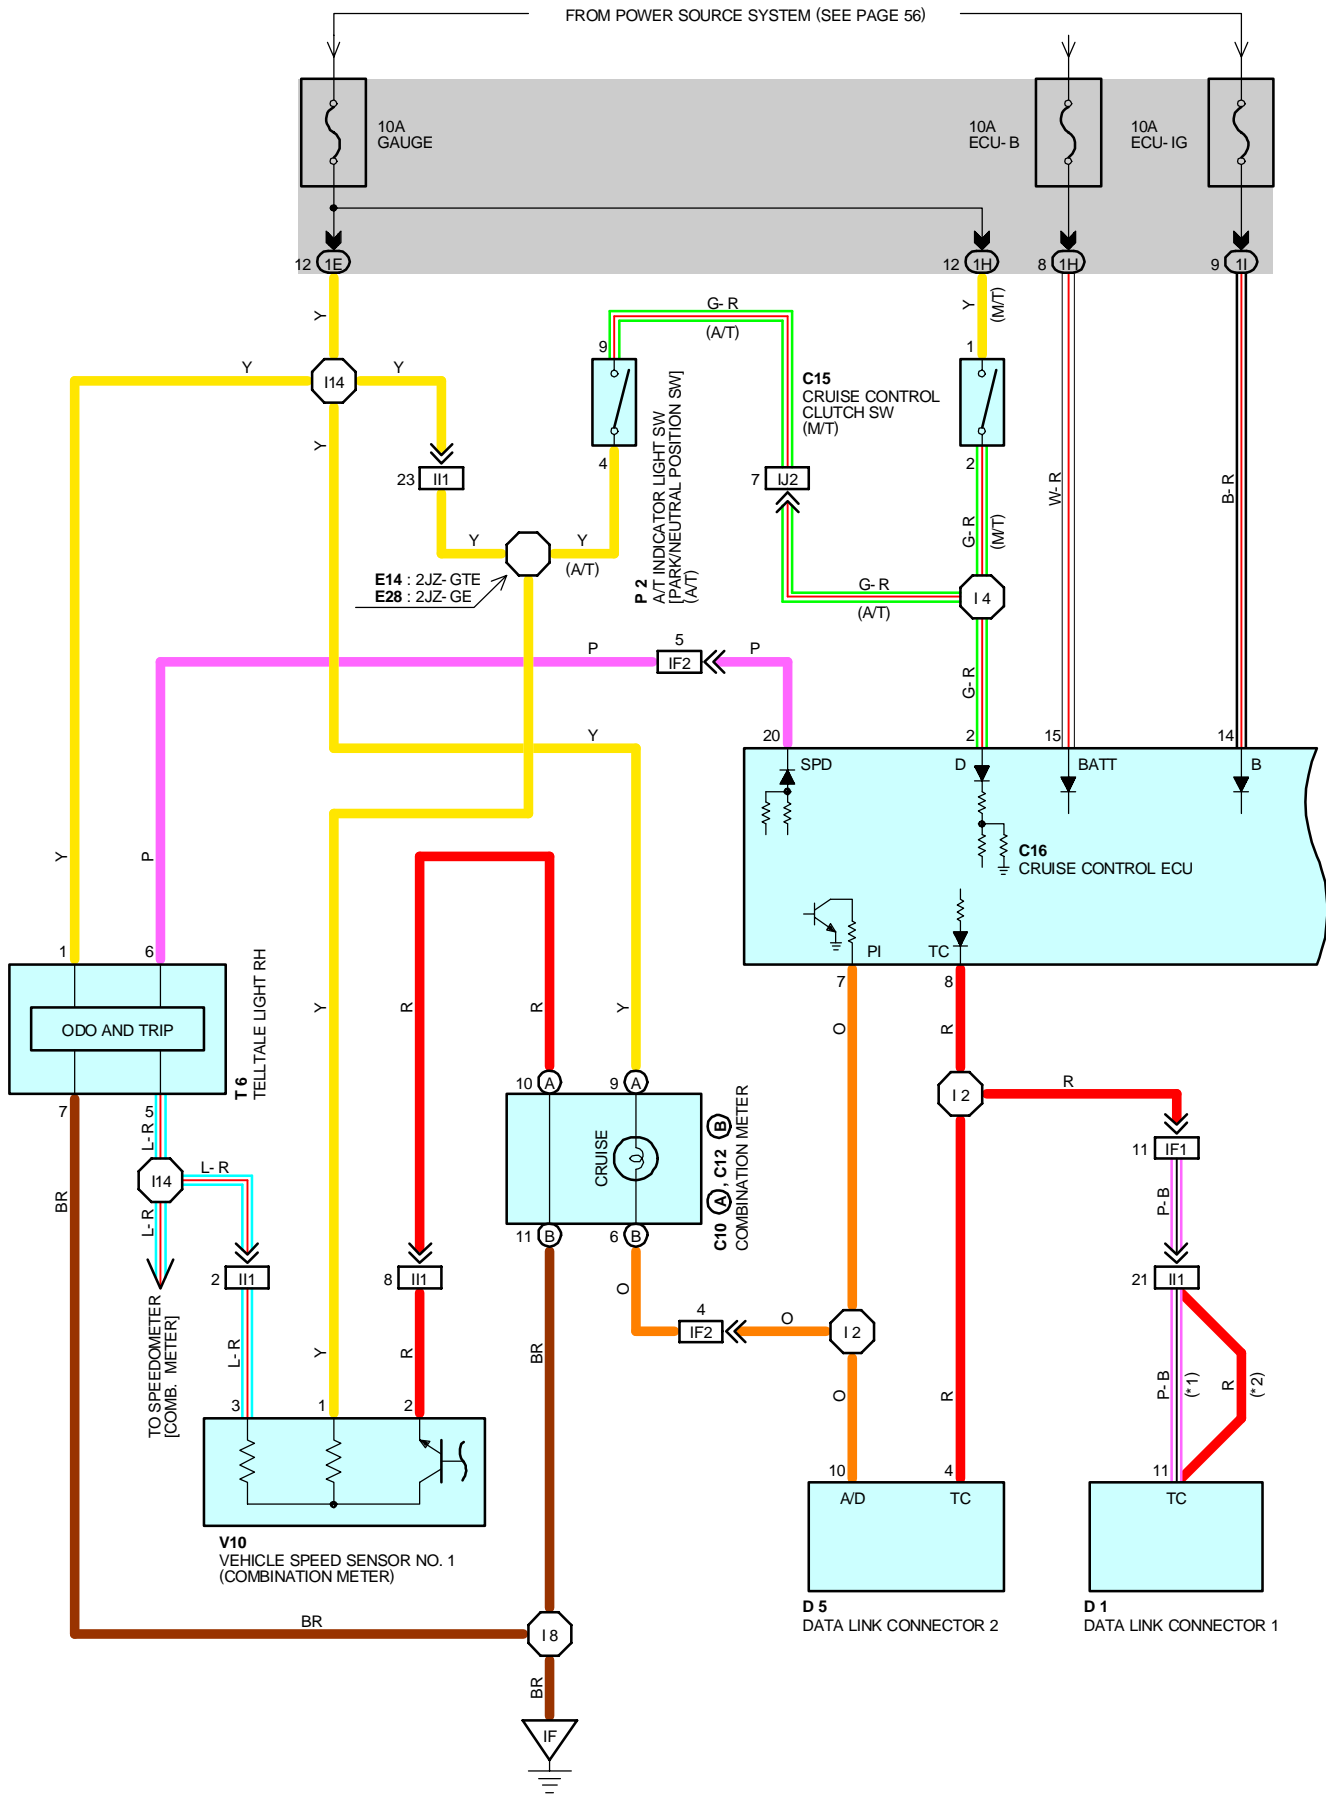 FROM POWER SOURCE SYSTEM (SEE PAGE 56)
10A
GAUGE
10A
ECU- B
10A
ECU- IG
12 1E
12 1H
8 1H
9 1I
Y
Y
(M/T)
G- R
(A/T)
9
1
Y
Y
I14
C15
CRUISE CONTROL
CLUTCH SW
(M/T)
P 2
A/T INDICATOR LIGHT SW
[PARK/NEUTRAL POSITION SW]
(A/T)
Y
4
2
23 II1
7 IJ2
W- R
B- R
G- R
(M/T)
Y
Y
(A/T)
E14 : 2JZ- GTE
E28 : 2JZ- GE
G- R
(A/T)
I 4
P
5
IF2
P
G- R
Y
20
2
15
14
SPD
D
BATT
B
C16
CRUISE CONTROL ECU
Y
P
PI
TC
1
6
7
8
ODO AND TRIP
T 6
TELLTALE LIGHT RH
Y
R
R
Y
O
R
10 A
9 A
I 2
R
7
5
L- R
CRUISE
C10 A , C12 B
COMBINATION METER
11 IF1
BR
I14
L- R
L- R
P- B
11 B
6 B
2 II1
8 II1
21 II1
O
4
IF2
O
I 2
TO SPEEDOMETER
[COMB. METER]
L- R
Y
R
BR
O
R
P- B
(*1)
R
(*2)
3
1
2
10
4
11
A/D
TC
TC
V10
VEHICLE SPEED SENSOR NO. 1
(COMBINATION METER)
D 5
DATA LINK CONNECTOR 2
D 1
DATA LINK CONNECTOR 1
BR
I 8
BR
IF